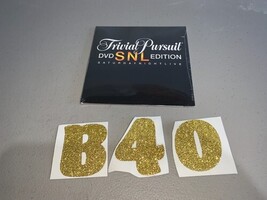 Trivial Pursuit
DVD SNL EDITION
SATURDAYNIGHTLIVE
B40